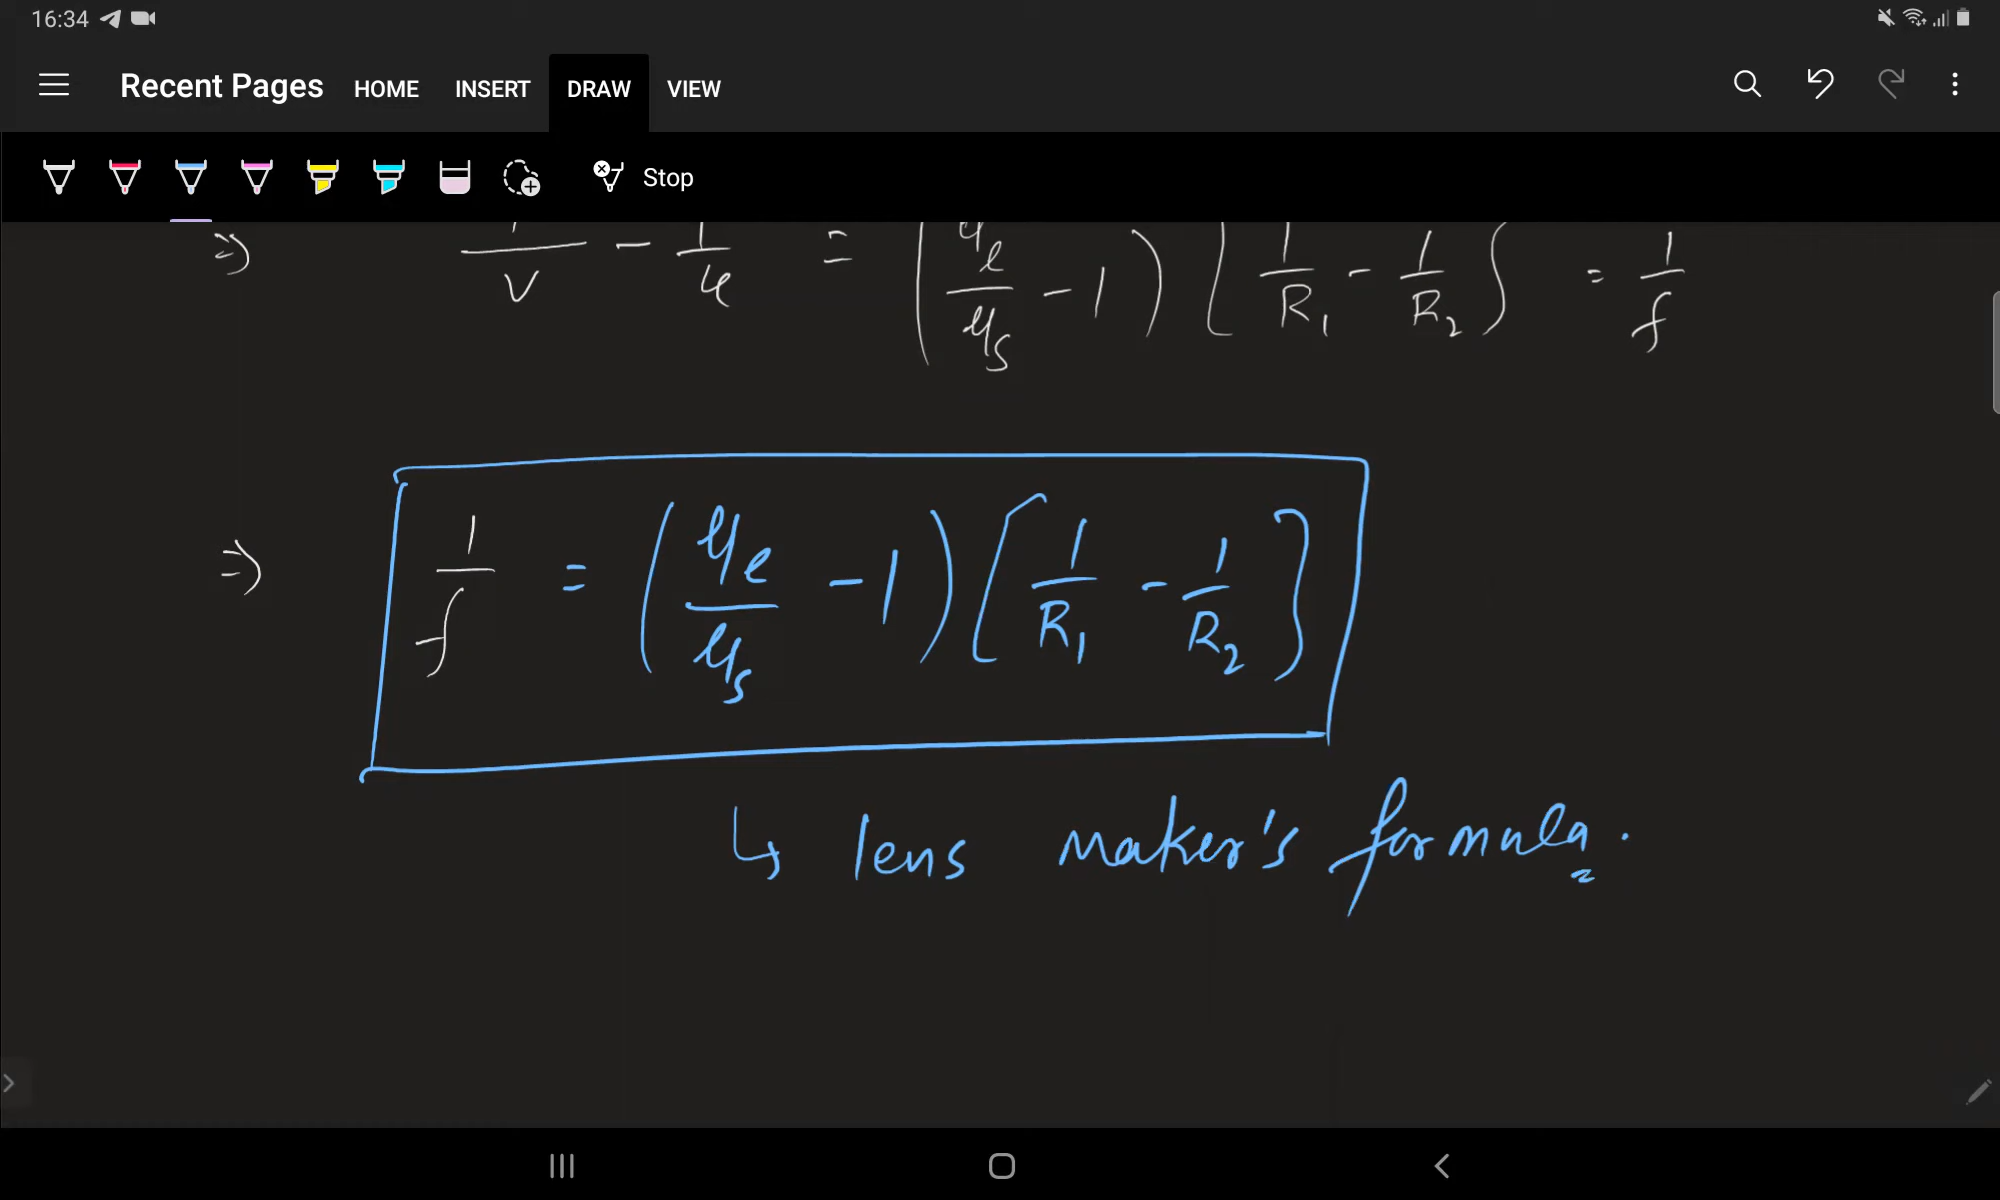 16:34
Recent Pages HOME INSERT DRAW VIEW
Stop
⇒ 1/v - 1/u = (μl/μs - 1) [1/R1 - 1/R2] = 1/f
⇒ 1/f = (μl/μs - 1) [1/R1 - 1/R2]
↳ lens maker's formula.